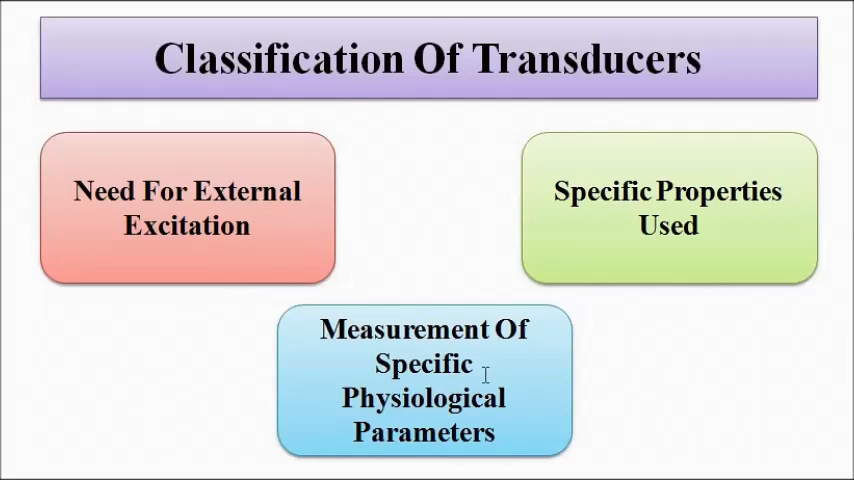 Classification Of Transducers
Need For External
Excitation
Specific Properties
Used
Measurement Of
Specific
Physiological
Parameters